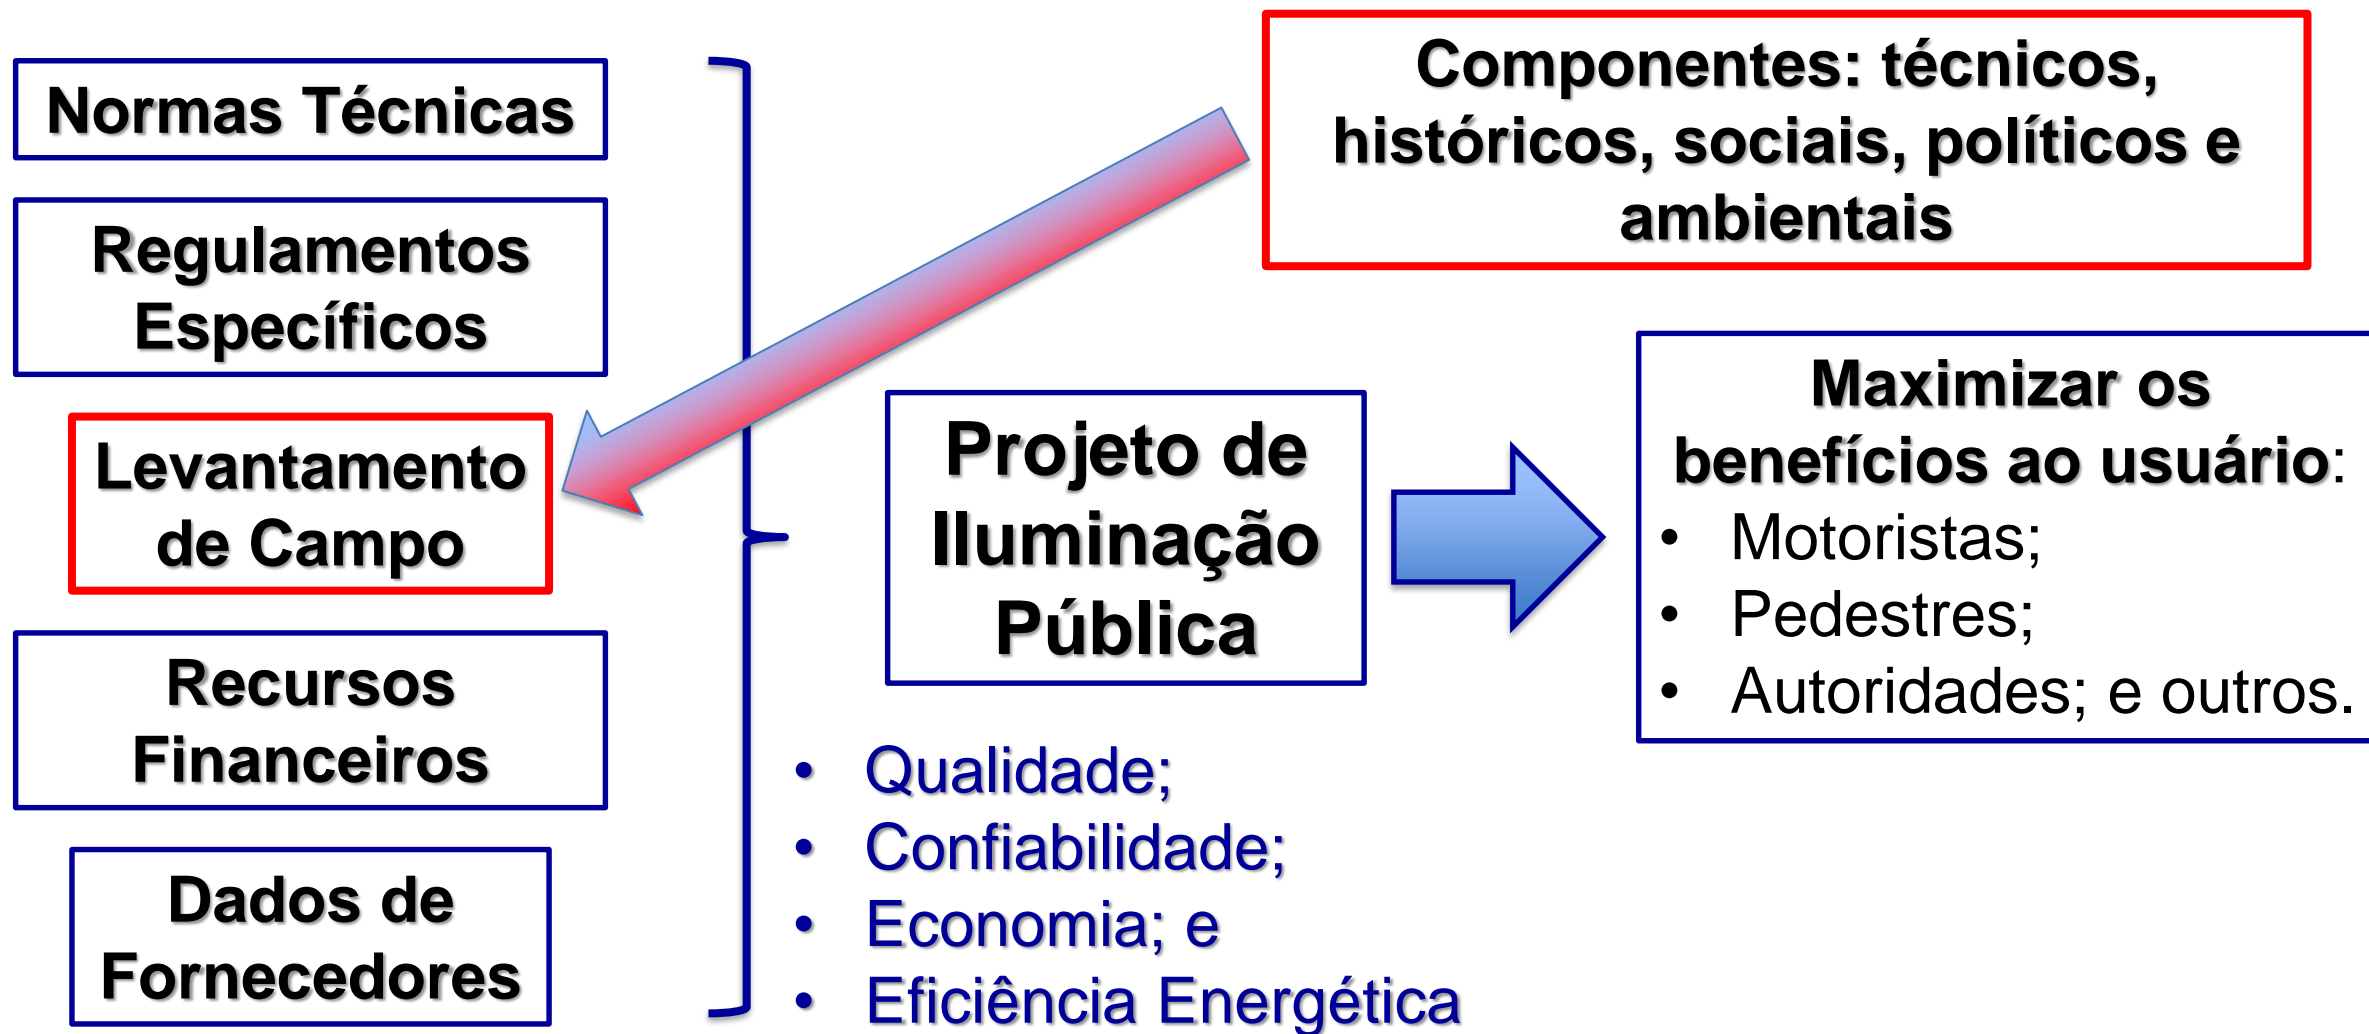 Normas Técnicas
Regulamentos
Específicos
Levantamento
de Campo
Recursos
Financeiros
Dados de
Fornecedores
Componentes: técnicos,
históricos, sociais, políticos e
ambientais
Projeto de
Iluminação
Pública
• Qualidade;
• Confiabilidade;
• Economia; e
• Eficiência Energética
Maximizar os
benefícios ao usuário:
• Motoristas;
• Pedestres;
• Autoridades; e outros.